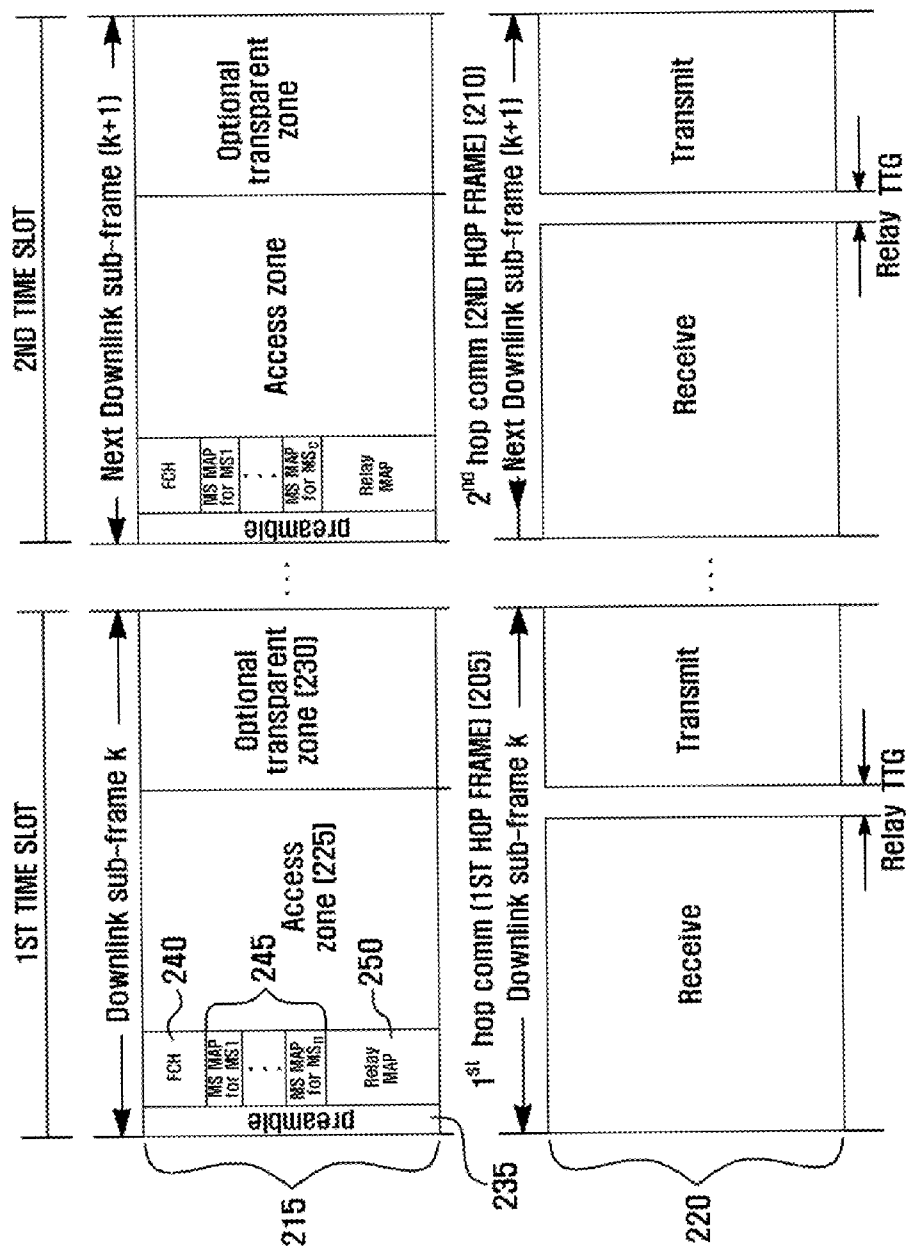 1ST TIME SLOT
2ND TIME SLOT
Downlink sub-frame k
Next Downlink sub-frame (k+1)
FCH
240
MS MAP
for MS1
. . .
MS MAP
for MSn
245
Relay
MAP
250
preamble
235
215
Access
zone (225)
Optional
transparent
zone (230)
. . .
preamble
FCH
MS MAP
for MS1
. . .
MS MAP
Relay
MAP
Access zone
Optional
transparent
zone
1st hop comm (1ST HOP FRAME) (205)
Downlink sub-frame k
2nd hop comm (2ND HOP FRAME) (210)
Next Downlink sub-frame (k+1)
220
Receive
Transmit
Relay TTG
. . .
Receive
Transmit
Relay TTG